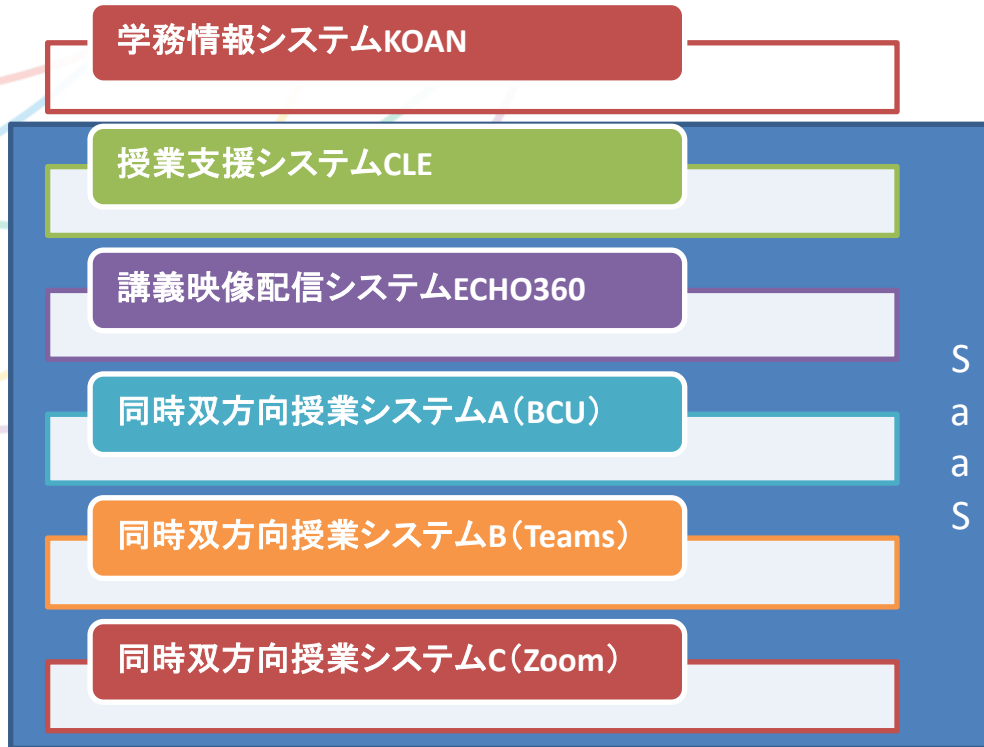 学務情報システムKOAN
授業支援システムCLE
講義映像配信システムECHO360
同時双方向授業システムA（BCU）
同時双方向授業システムB（Teams）
同時双方向授業システムC（Zoom）
SaaS